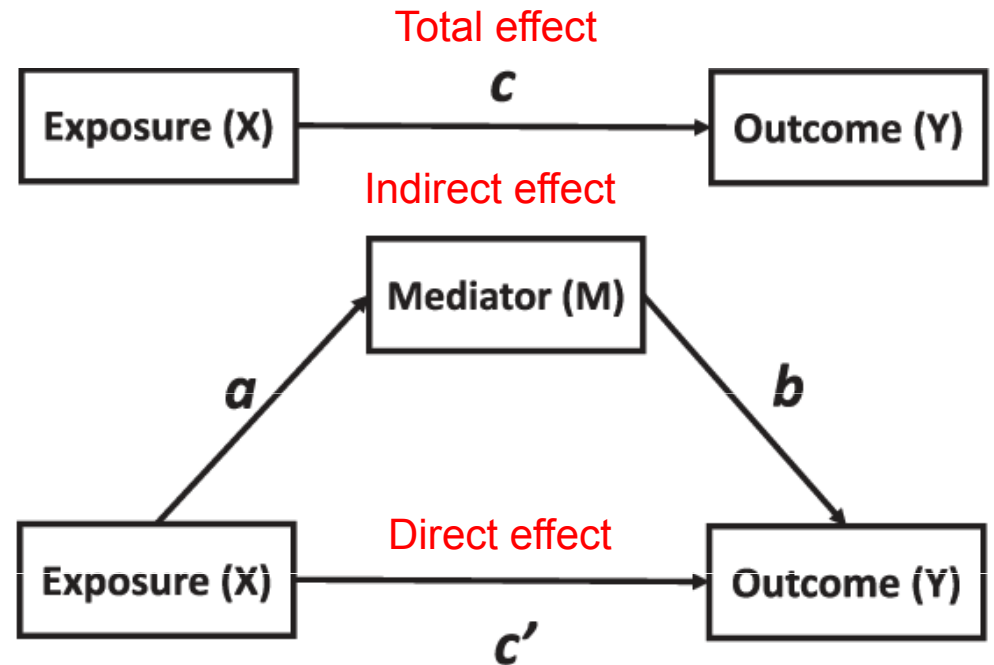 Total effect
c
Exposure (X)
Outcome (Y)
Indirect effect
Mediator (M)
a
b
Direct effect
Exposure (X)
Outcome (Y)
c’